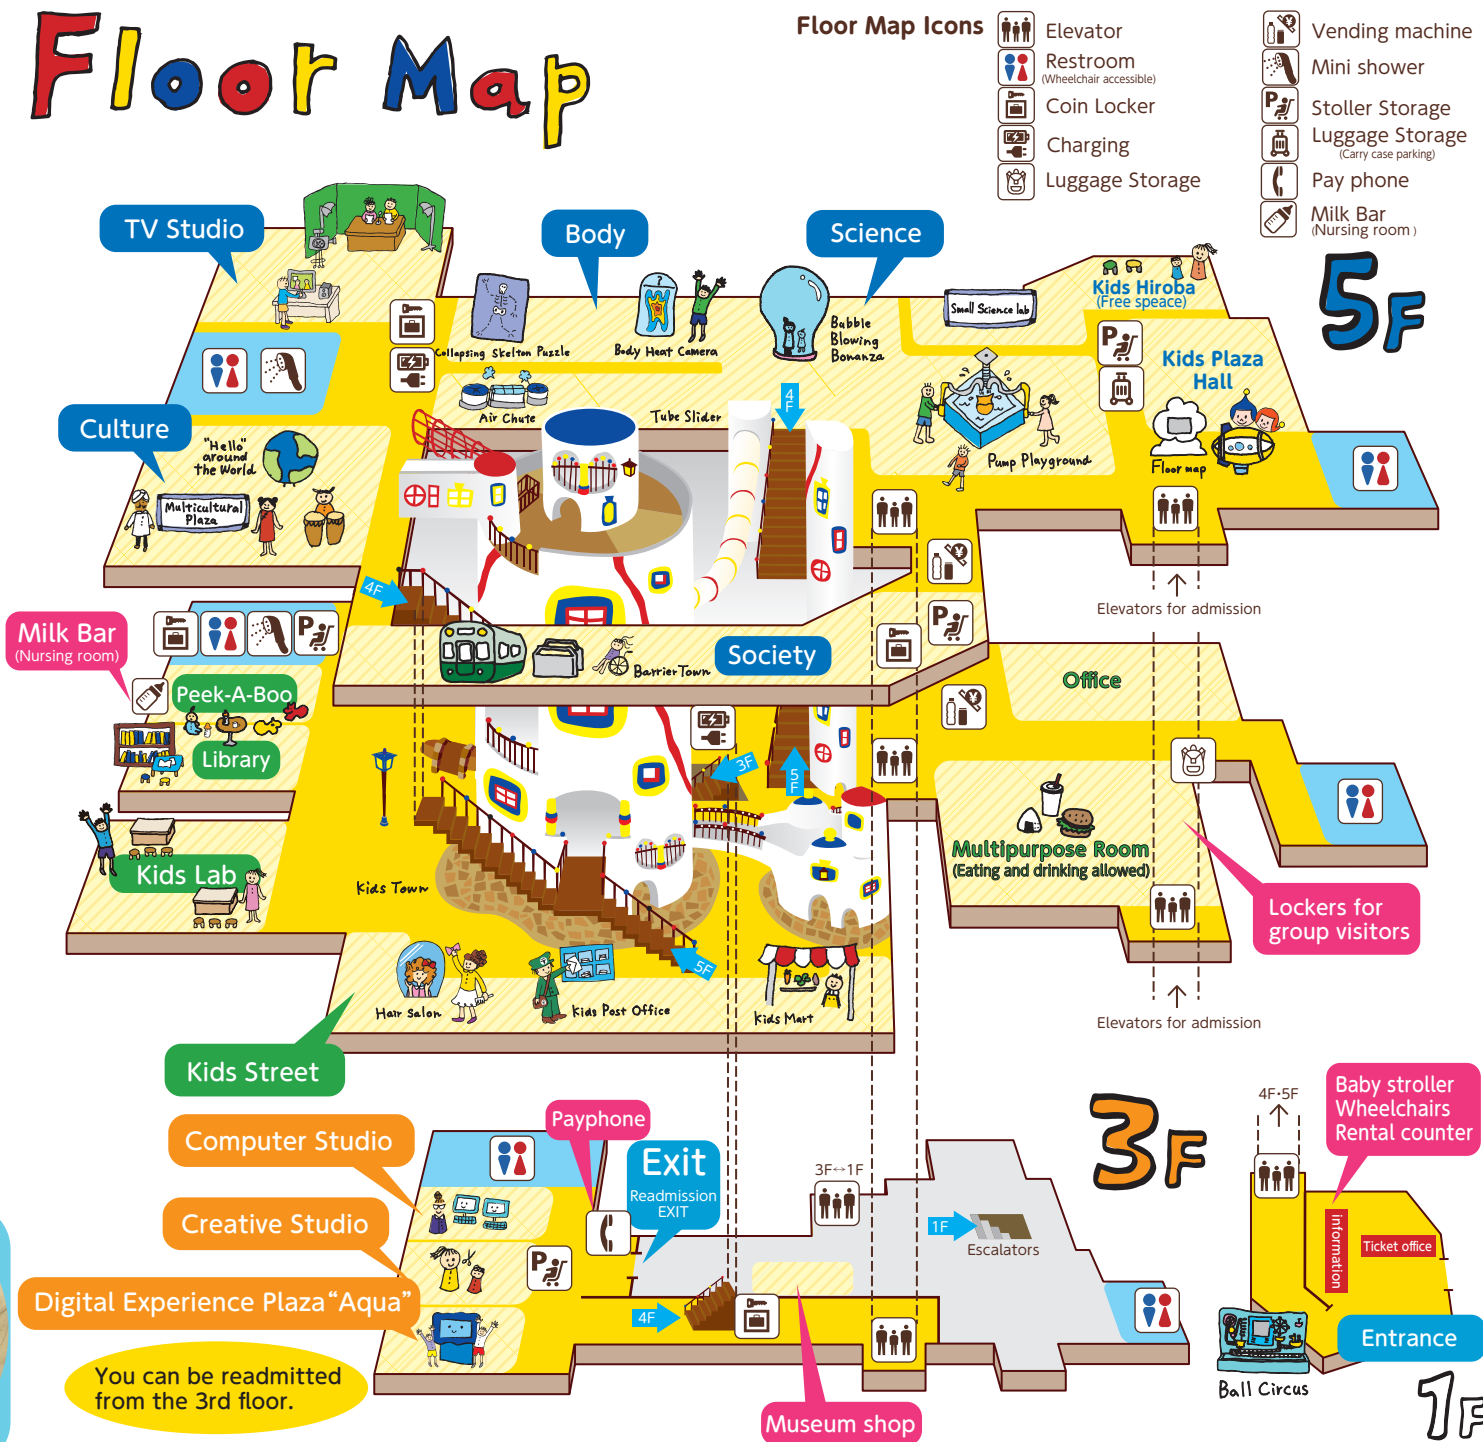 Floor Map
Floor Map Icons
Elevator
Restroom
(Wheelchair accessible)
Coin Locker
Charging
Luggage Storage
Vending machine
Mini shower
Stoller Storage
Luggage Storage
(Carry case parking)
Pay phone
Milk Bar
(Nursing room)
5F
TV Studio
Body
Science
Kids Hiroba
(Free speace)
Small Science lab
Collapsing Skelton Puzzle
Body Heat Camera
Bubble
Blowing
Bonanza
Kids Plaza
Hall
P
Air Chute
Tube Slider
4F
Culture
"Hello"
around
the World
Multicultural
Plaza
Pump Playground
Floor map
4F
Elevators for admission
Milk Bar
(Nursing room)
P
P
Barrier Town
Society
Peek-A-Boo
Library
Office
3F
5F
Kids Lab
Kids Town
Multipurpose Room
(Eating and drinking allowed)
Lockers for
group visitors
5F
Hair Salon
Kids Post Office
Kids Mart
Elevators for admission
Kids Street
3F
Computer Studio
Payphone
Exit
Readmission
EXIT
3F↔1F
4F・5F
Baby stroller
Wheelchairs
Rental counter
Creative Studio
P
1F
Escalators
information
Ticket office
Digital Experience Plaza “Aqua”
4F
Entrance
You can be readmitted
from the 3rd floor.
Ball Circus
Museum shop
1F